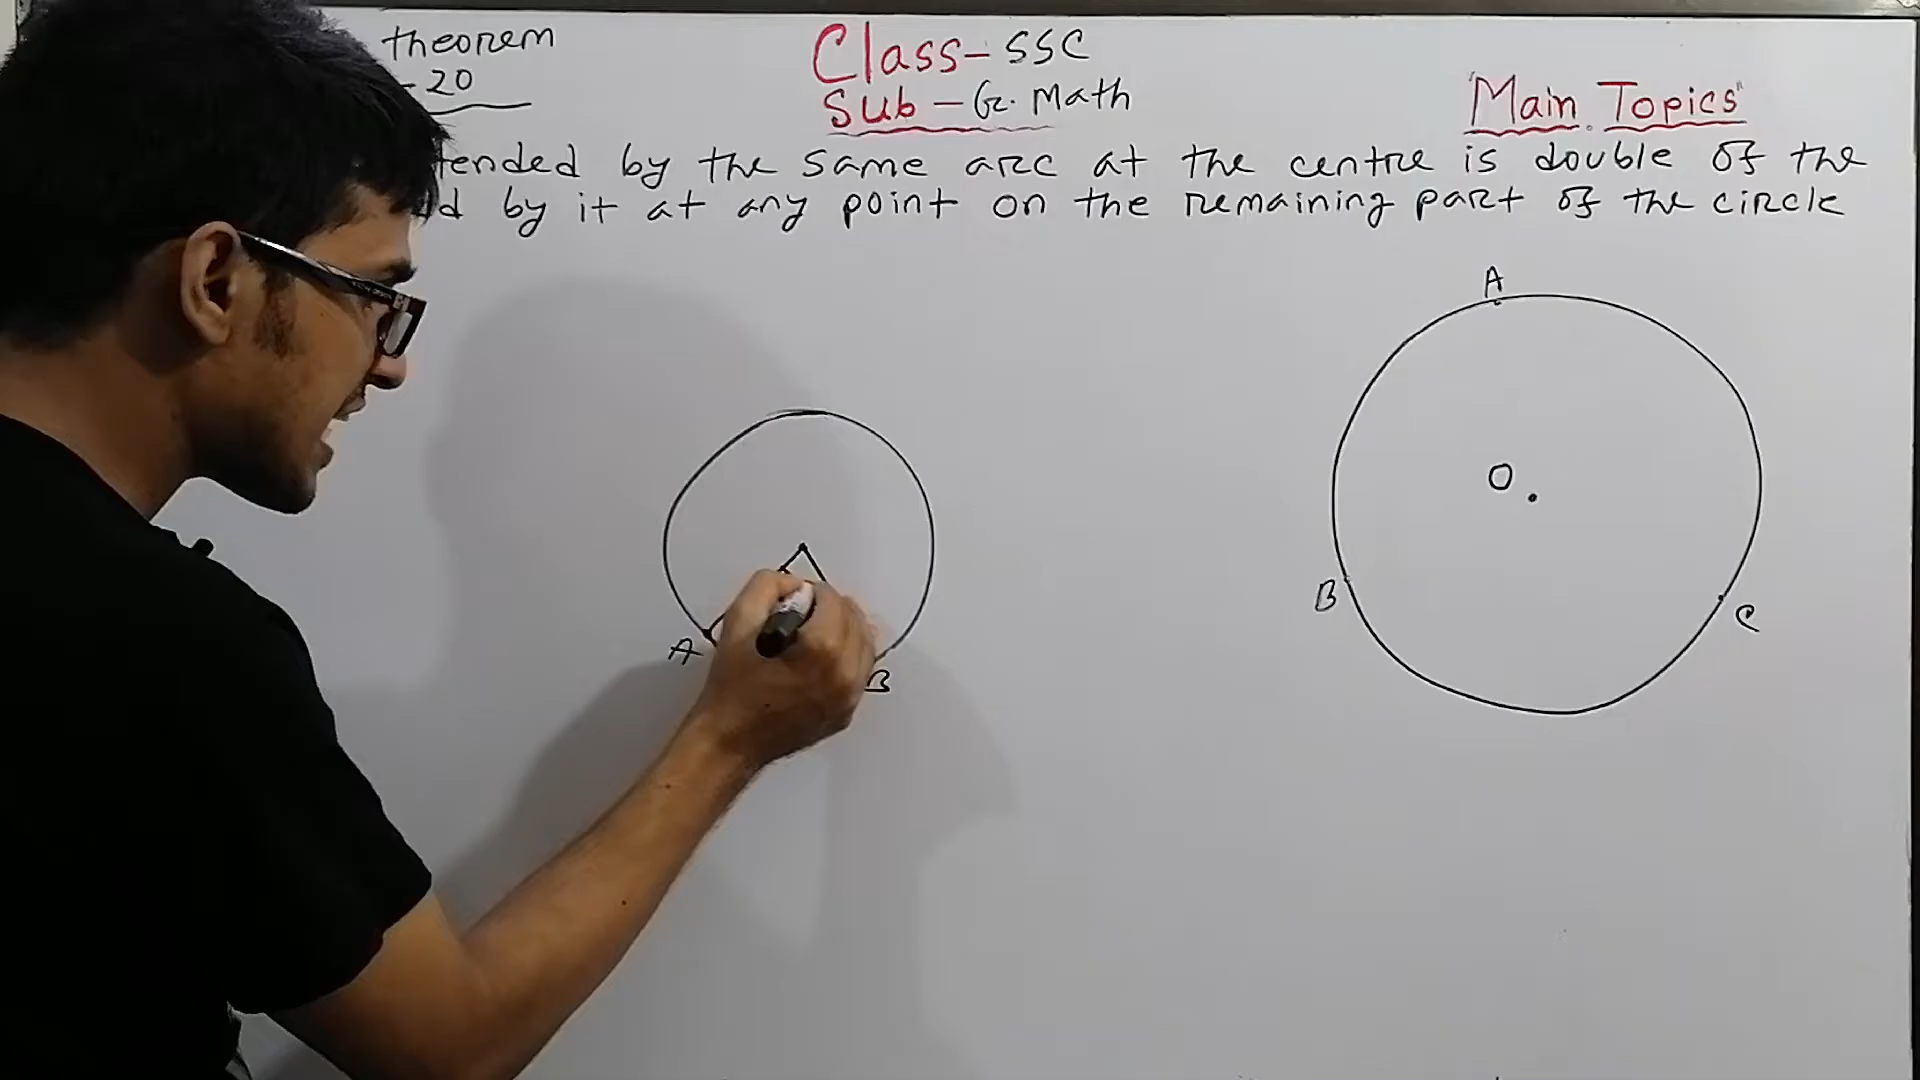 theorem
-20
Class-SSC
Sub-G. Math
"Main Topics"
tended by the same arc at the centre is double of the
d by it at any point on the remaining part of the circle
A
O
B
C
A
B